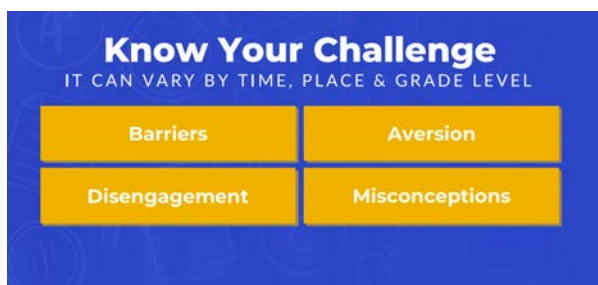 Know Your Challenge
IT CAN VARY BY TIME, PLACE & GRADE LEVEL
Barriers
Aversion
Disengagement
Misconceptions